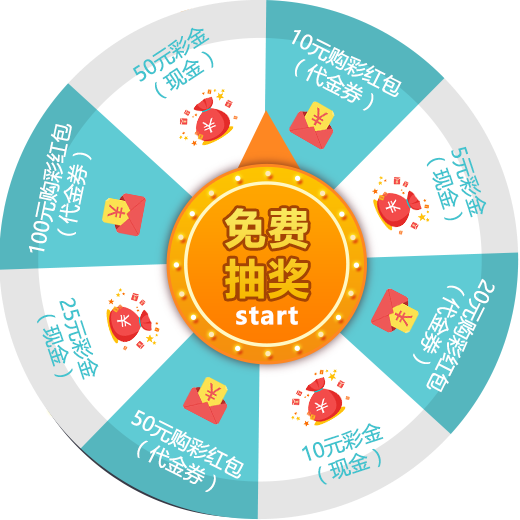 10元购彩红包
（代金券）
5元彩金
（现金）
20元购彩红包
（代金券）
10元彩金
（现金）
50元购彩红包
（代金券）
25元彩金
（现金）
100元购彩红包
（代金券）
50元彩金
（现金）
免费
抽奖
start